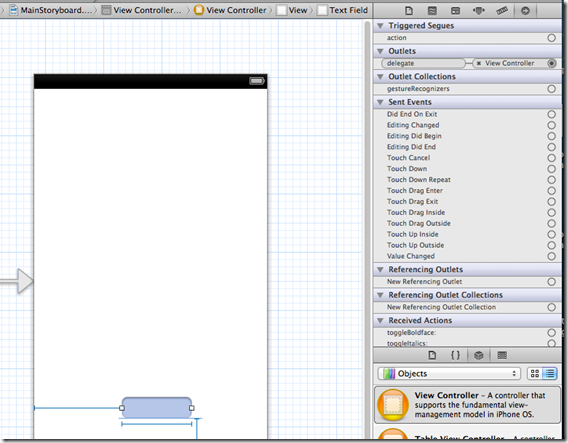 MainStoryboard.... View Controller... View Controller View Text Field
Triggered Segues
action
Outlets
delegate View Controller
Outlet Collections
gestureRecognizers
Sent Events
Did End On Exit
Editing Changed
Editing Did Begin
Editing Did End
Touch Cancel
Touch Down
Touch Down Repeat
Touch Drag Enter
Touch Drag Exit
Touch Drag Inside
Touch Drag Outside
Touch Up Inside
Touch Up Outside
Value Changed
Referencing Outlets
New Referencing Outlet
Referencing Outlet Collections
New Referencing Outlet Collection
Received Actions
toggleBoldface:
toggleItalics:
{ }
Objects
View Controller - A controller that
supports the fundamental view-
management model in iPhone OS.
Table View Controller - A controller